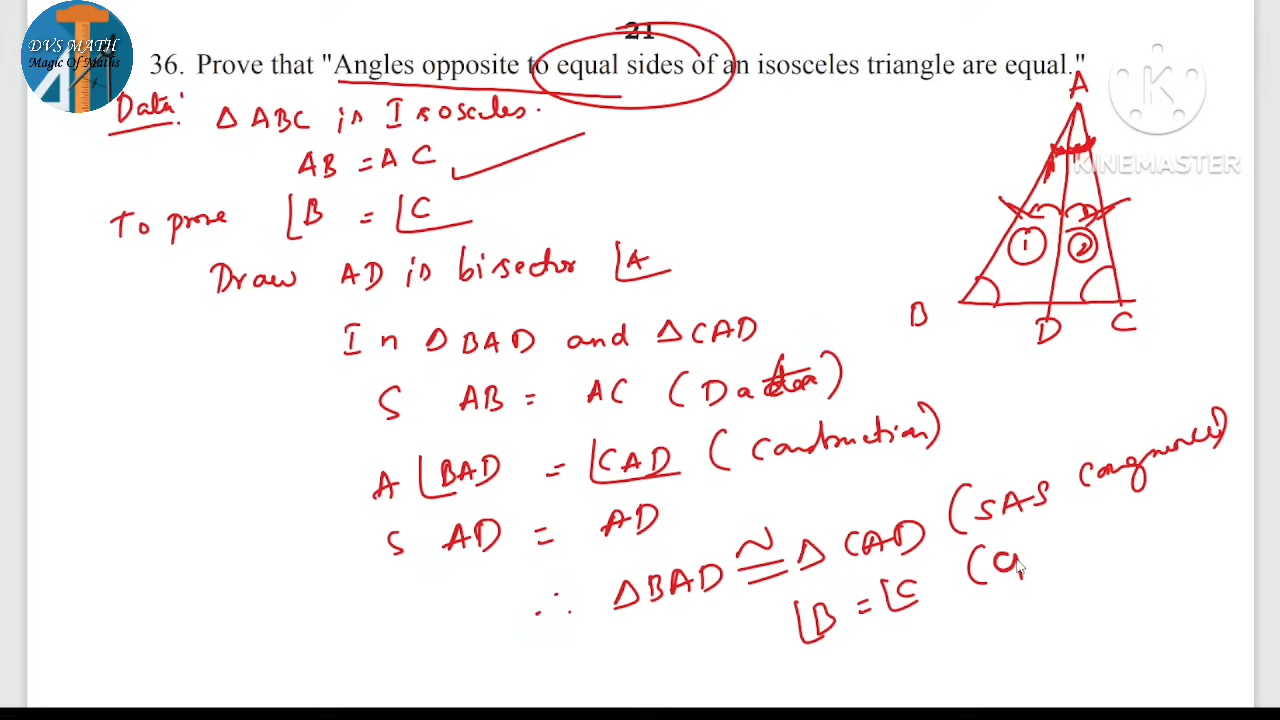 DVS MATH
Magic Of Maths
21
36. Prove that "Angles opposite to equal sides of an isosceles triangle are equal."
KINEMASTER
Data:
Δ ABC is Isosceles.
AB = AC
To prove ∠B = ∠C
Draw AD is bisector ∠A
In Δ BAD and Δ CAD
S AB = AC (Data)
A ∠BAD = ∠CAD (Construction)
S AD = AD
∴ ΔBAD ≅ Δ CAD (SAS Congruence)
∠B = ∠C (C
A
1 2
B D C